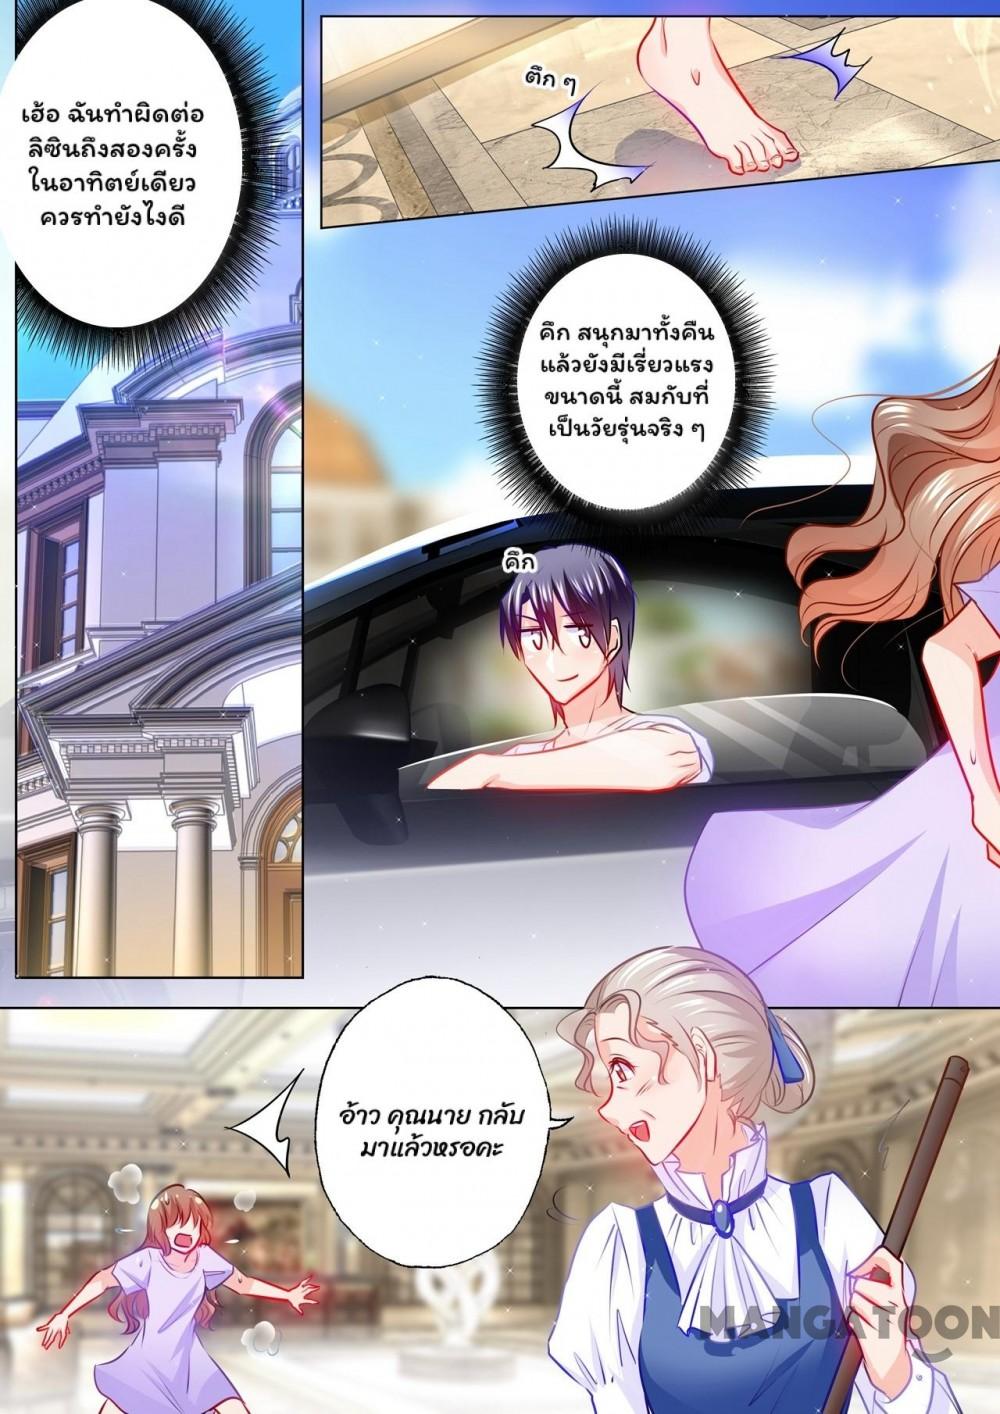 ตึก ๆ
เฮ้อ ฉันทำผิดต่อ
ลิซินถึงสองครั้ง
ในอาทิตย์เดียว
ควรทำยังไงดี
คึก สนุกมาทั้งคืน
แล้วยังมีเรี่ยวแรง
ขนาดนี้ สมกับที่
เป็นวัยรุ่นจริง ๆ
คึก
อ้าว คุณนาย กลับ
มาแล้วหรอคะ
MANGATOON